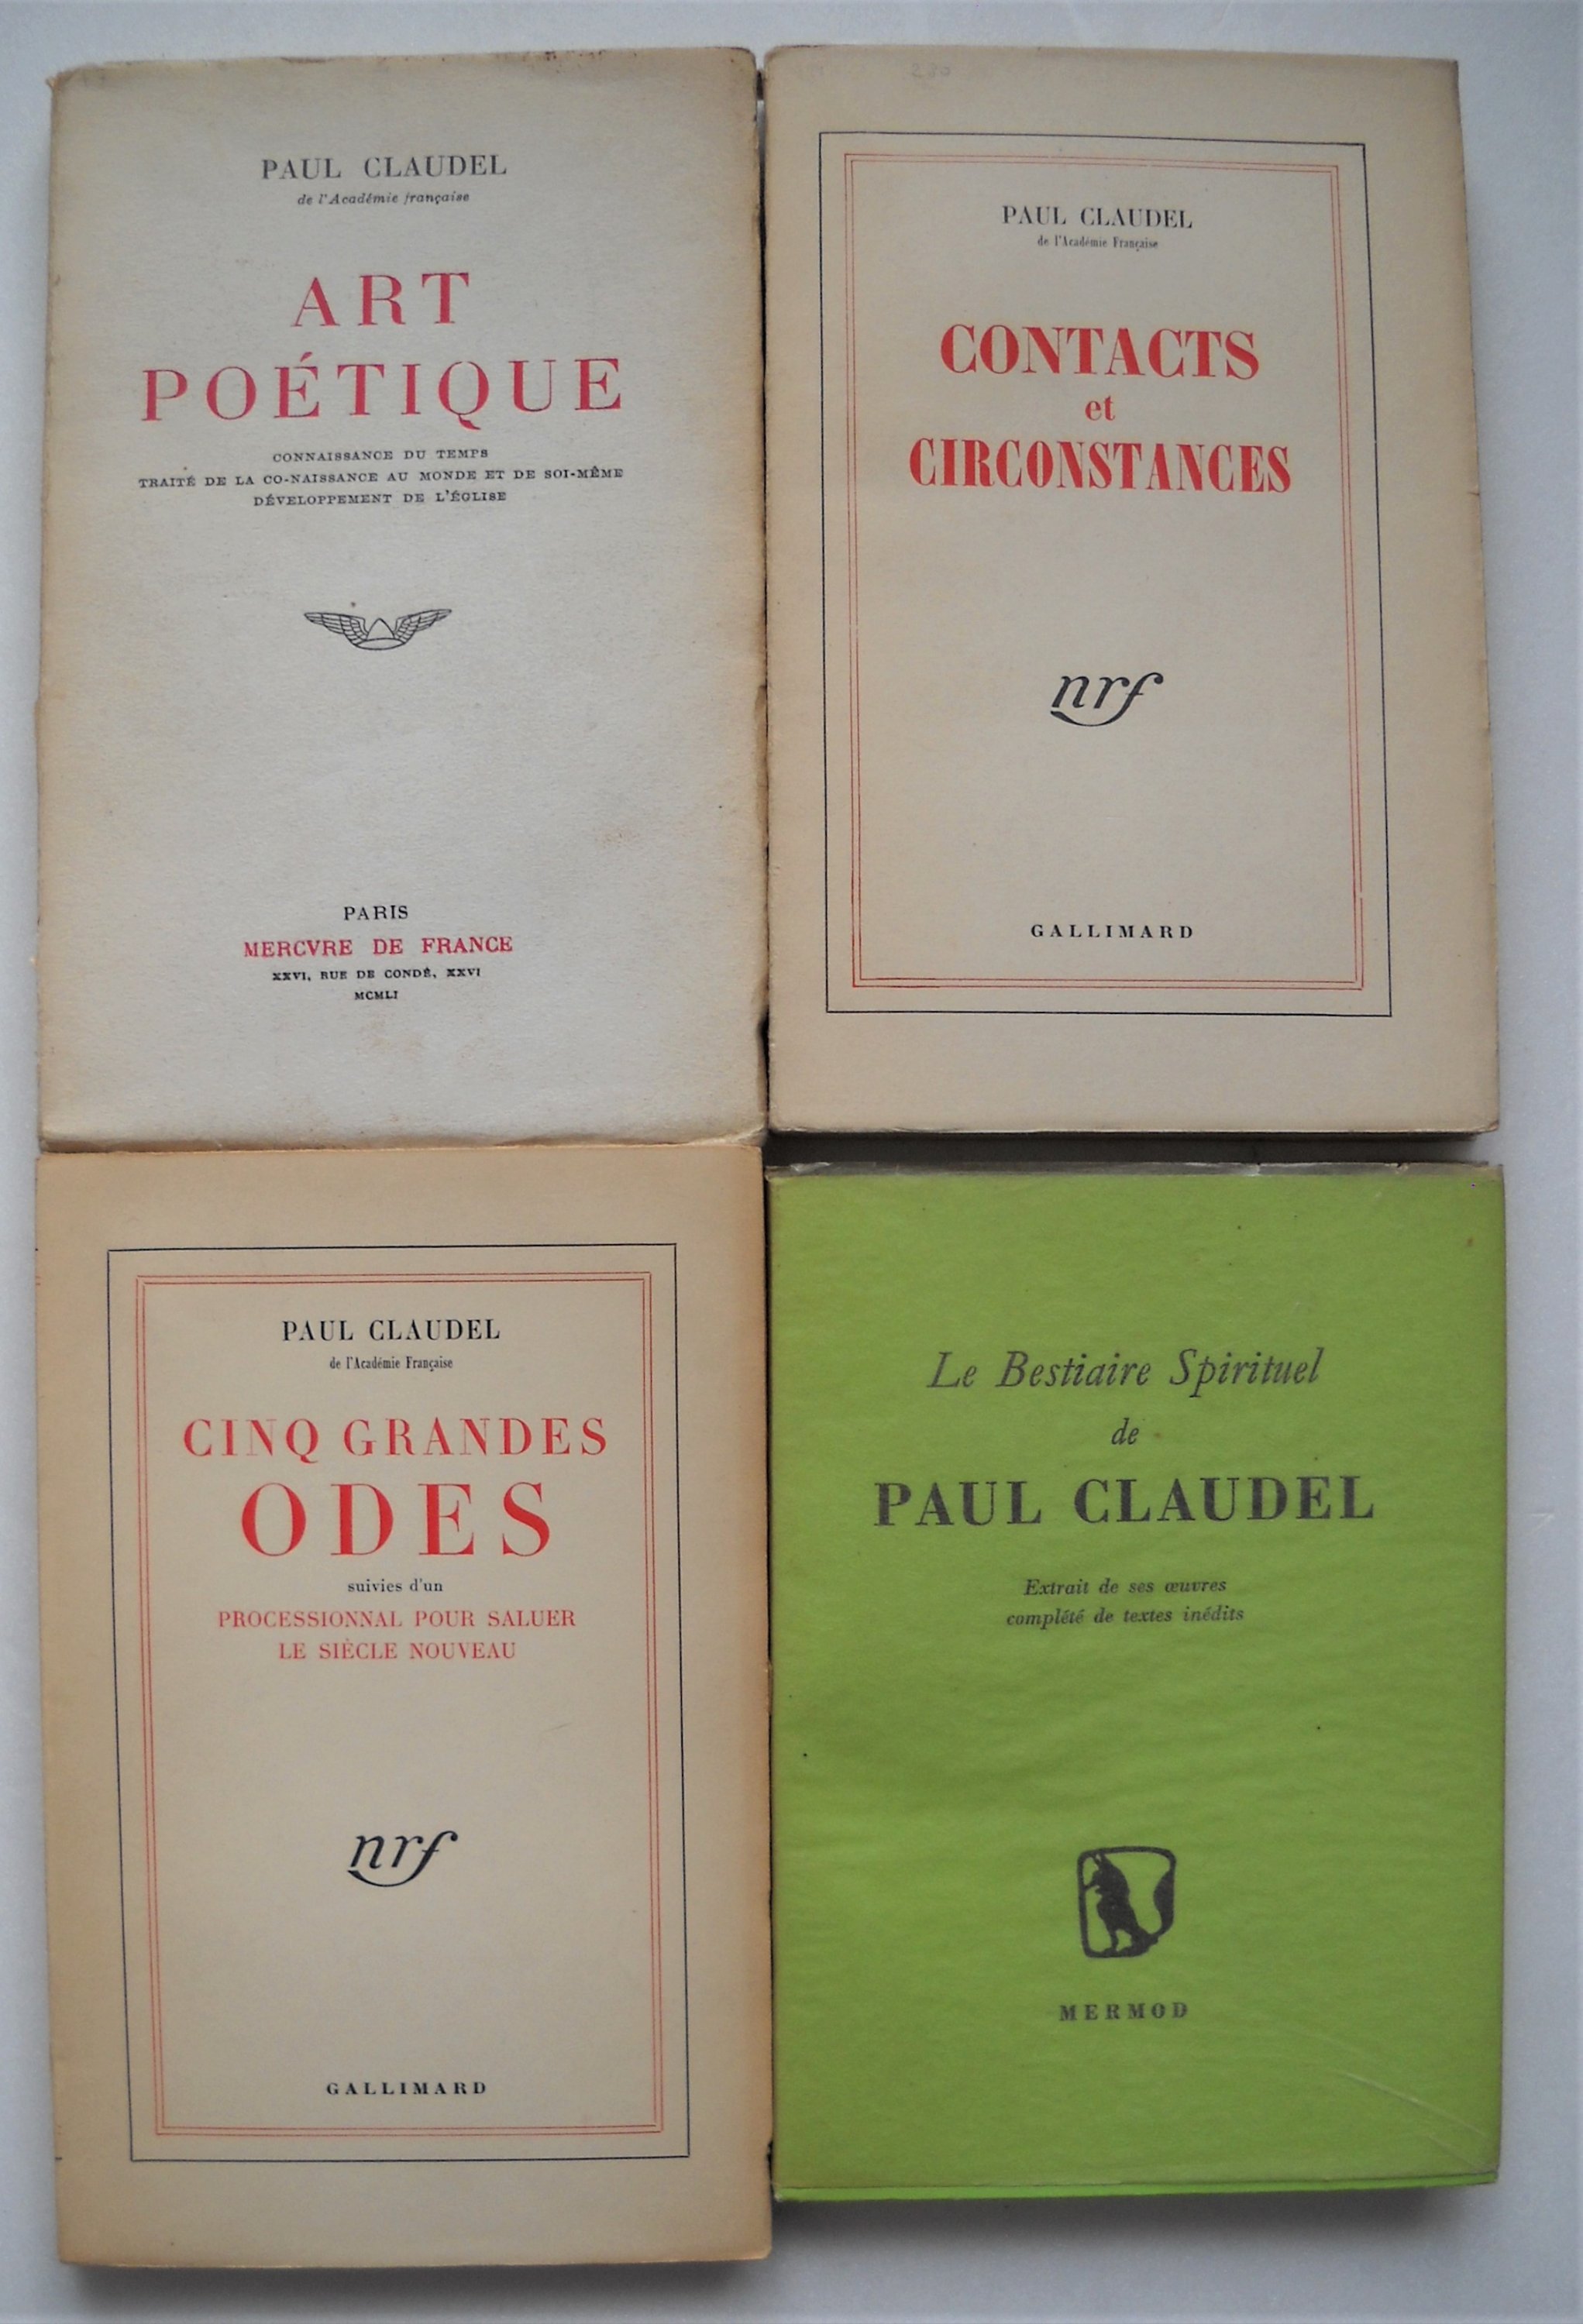 PAUL CLAUDEL
de l'Académie française
ART
POÉTIQUE
CONNAISSANCE DU TEMPS
TRAITÉ DE LA CO-NAISSANCE AU MONDE ET DE SOI-MÊME
DÉVELOPPEMENT DE L'ÉGLISE
PARIS
MERCVRE DE FRANCE
XXVI, RUE DE CONDÉ, XXVI
MCMLI
PAUL CLAUDEL
de l'Académie Française
CONTACTS
et
CIRCONSTANCES
nrf
GALLIMARD
PAUL CLAUDEL
de l'Académie Française
CINQ GRANDES
ODES
suivies d'un
PROCESSIONNAL POUR SALUER
LE SIÈCLE NOUVEAU
nrf
GALLIMARD
Le Bestiaire Spirituel
de
PAUL CLAUDEL
Extrait de ses œuvres
complété de textes inédits
MERMOD